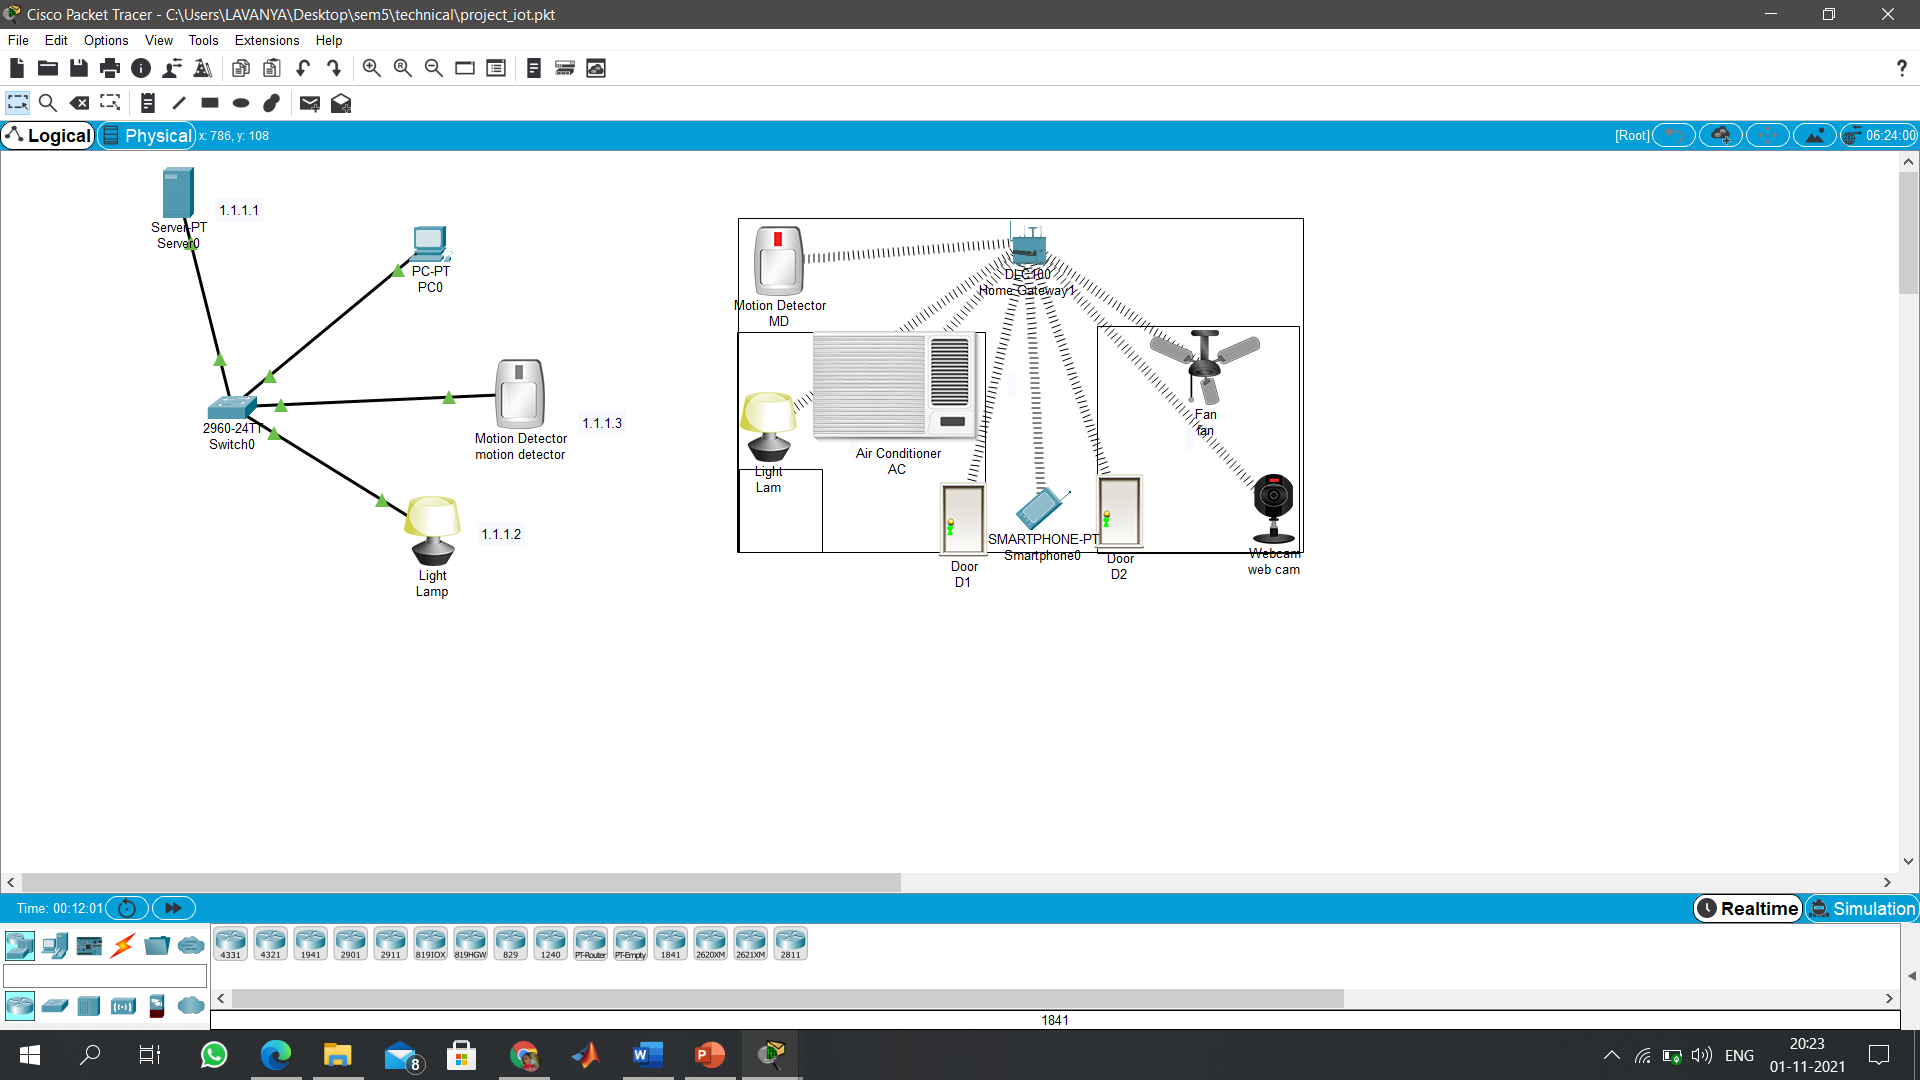 Cisco Packet Tracer - C:\Users\LAVANYA\Desktop\sem5\technical\project_iot.pkt
File Edit Options View Tools Extensions Help
?
Logical Physical x: 786, y: 108 [Root] 06:24:00
Server-PT
Server0
1.1.1.1
PC-PT
PC0
2960-24TT
Switch0
Motion Detector
motion detector
1.1.1.3
Light
Lamp
1.1.1.2
Motion Detector
MD
DLC100
Home Gateway1
Air Conditioner
AC
Light
Lam
Door
D1
SMARTPHONE-PT
Smartphone0
Door
D2
Fan
fan
Webcam
web cam
Time: 00:12:01 Realtime Simulation
4331 4321 1941 2901 2911 819IOX 819HGW 829 1240 PT-Router PT-Empty 1841 2620XM 2621XM 2811
1841
8
ENG
20:23
01-11-2021